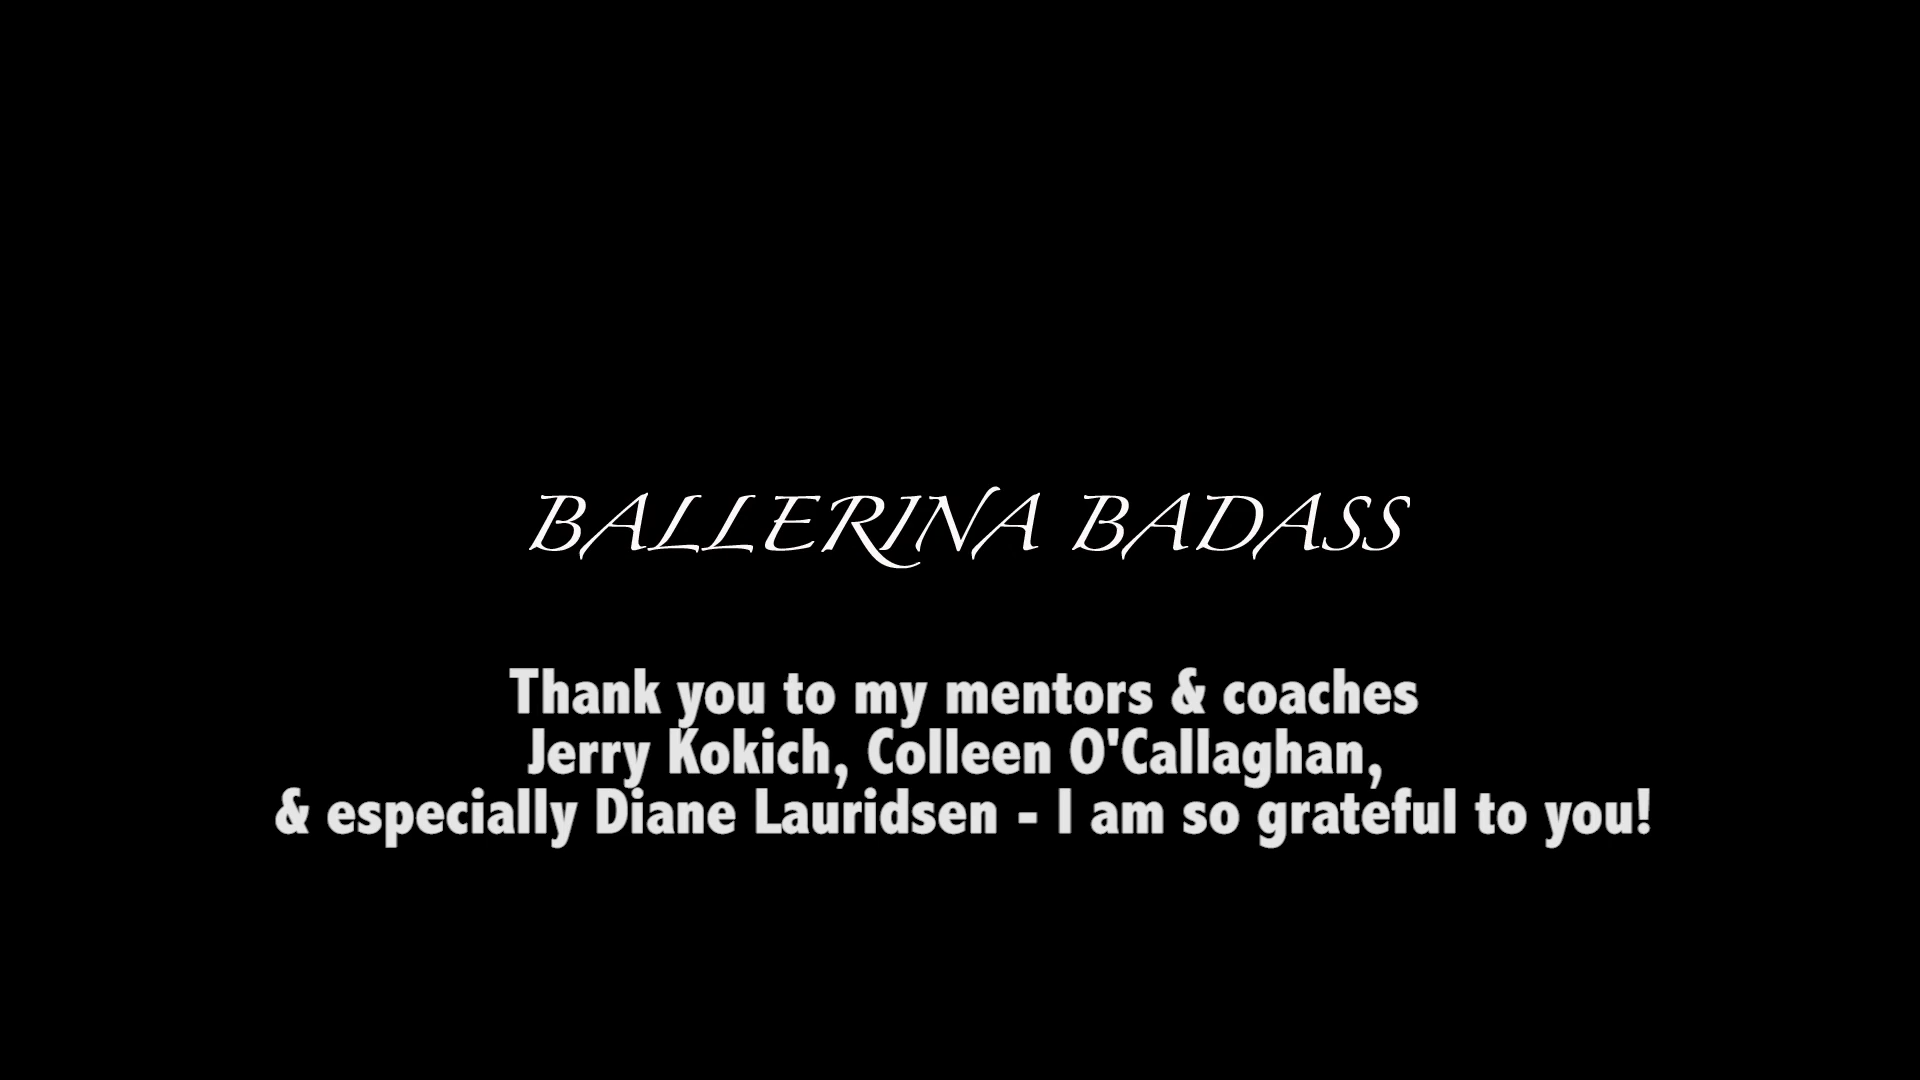 BALLERINA BADASS
Thank you to my mentors & coaches
Jerry Kokich, Colleen O'Callaghan,
& especially Diane Lauridsen - I am so grateful to you!